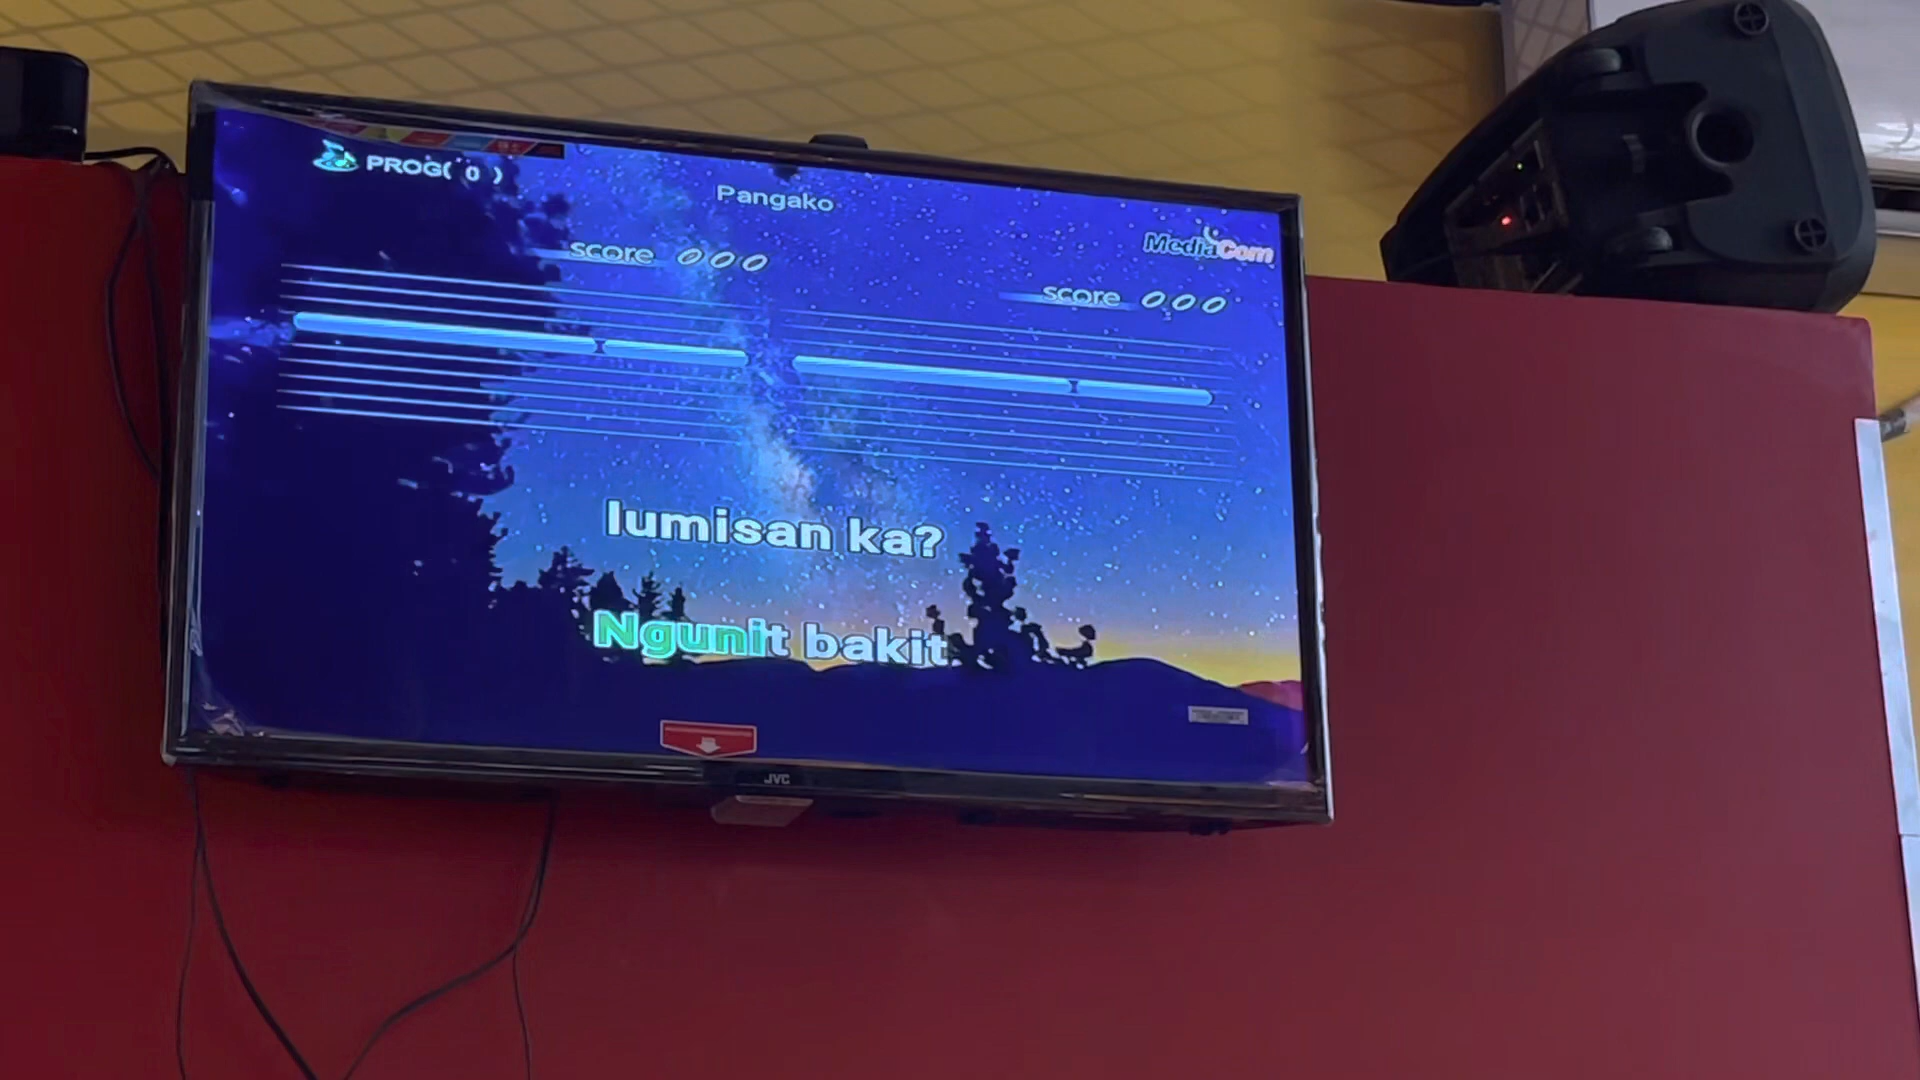 PROG( 0 )
Pangako
MediaCom
score 000
score 000
lumisan ka?
Ngunit bakit
JVC